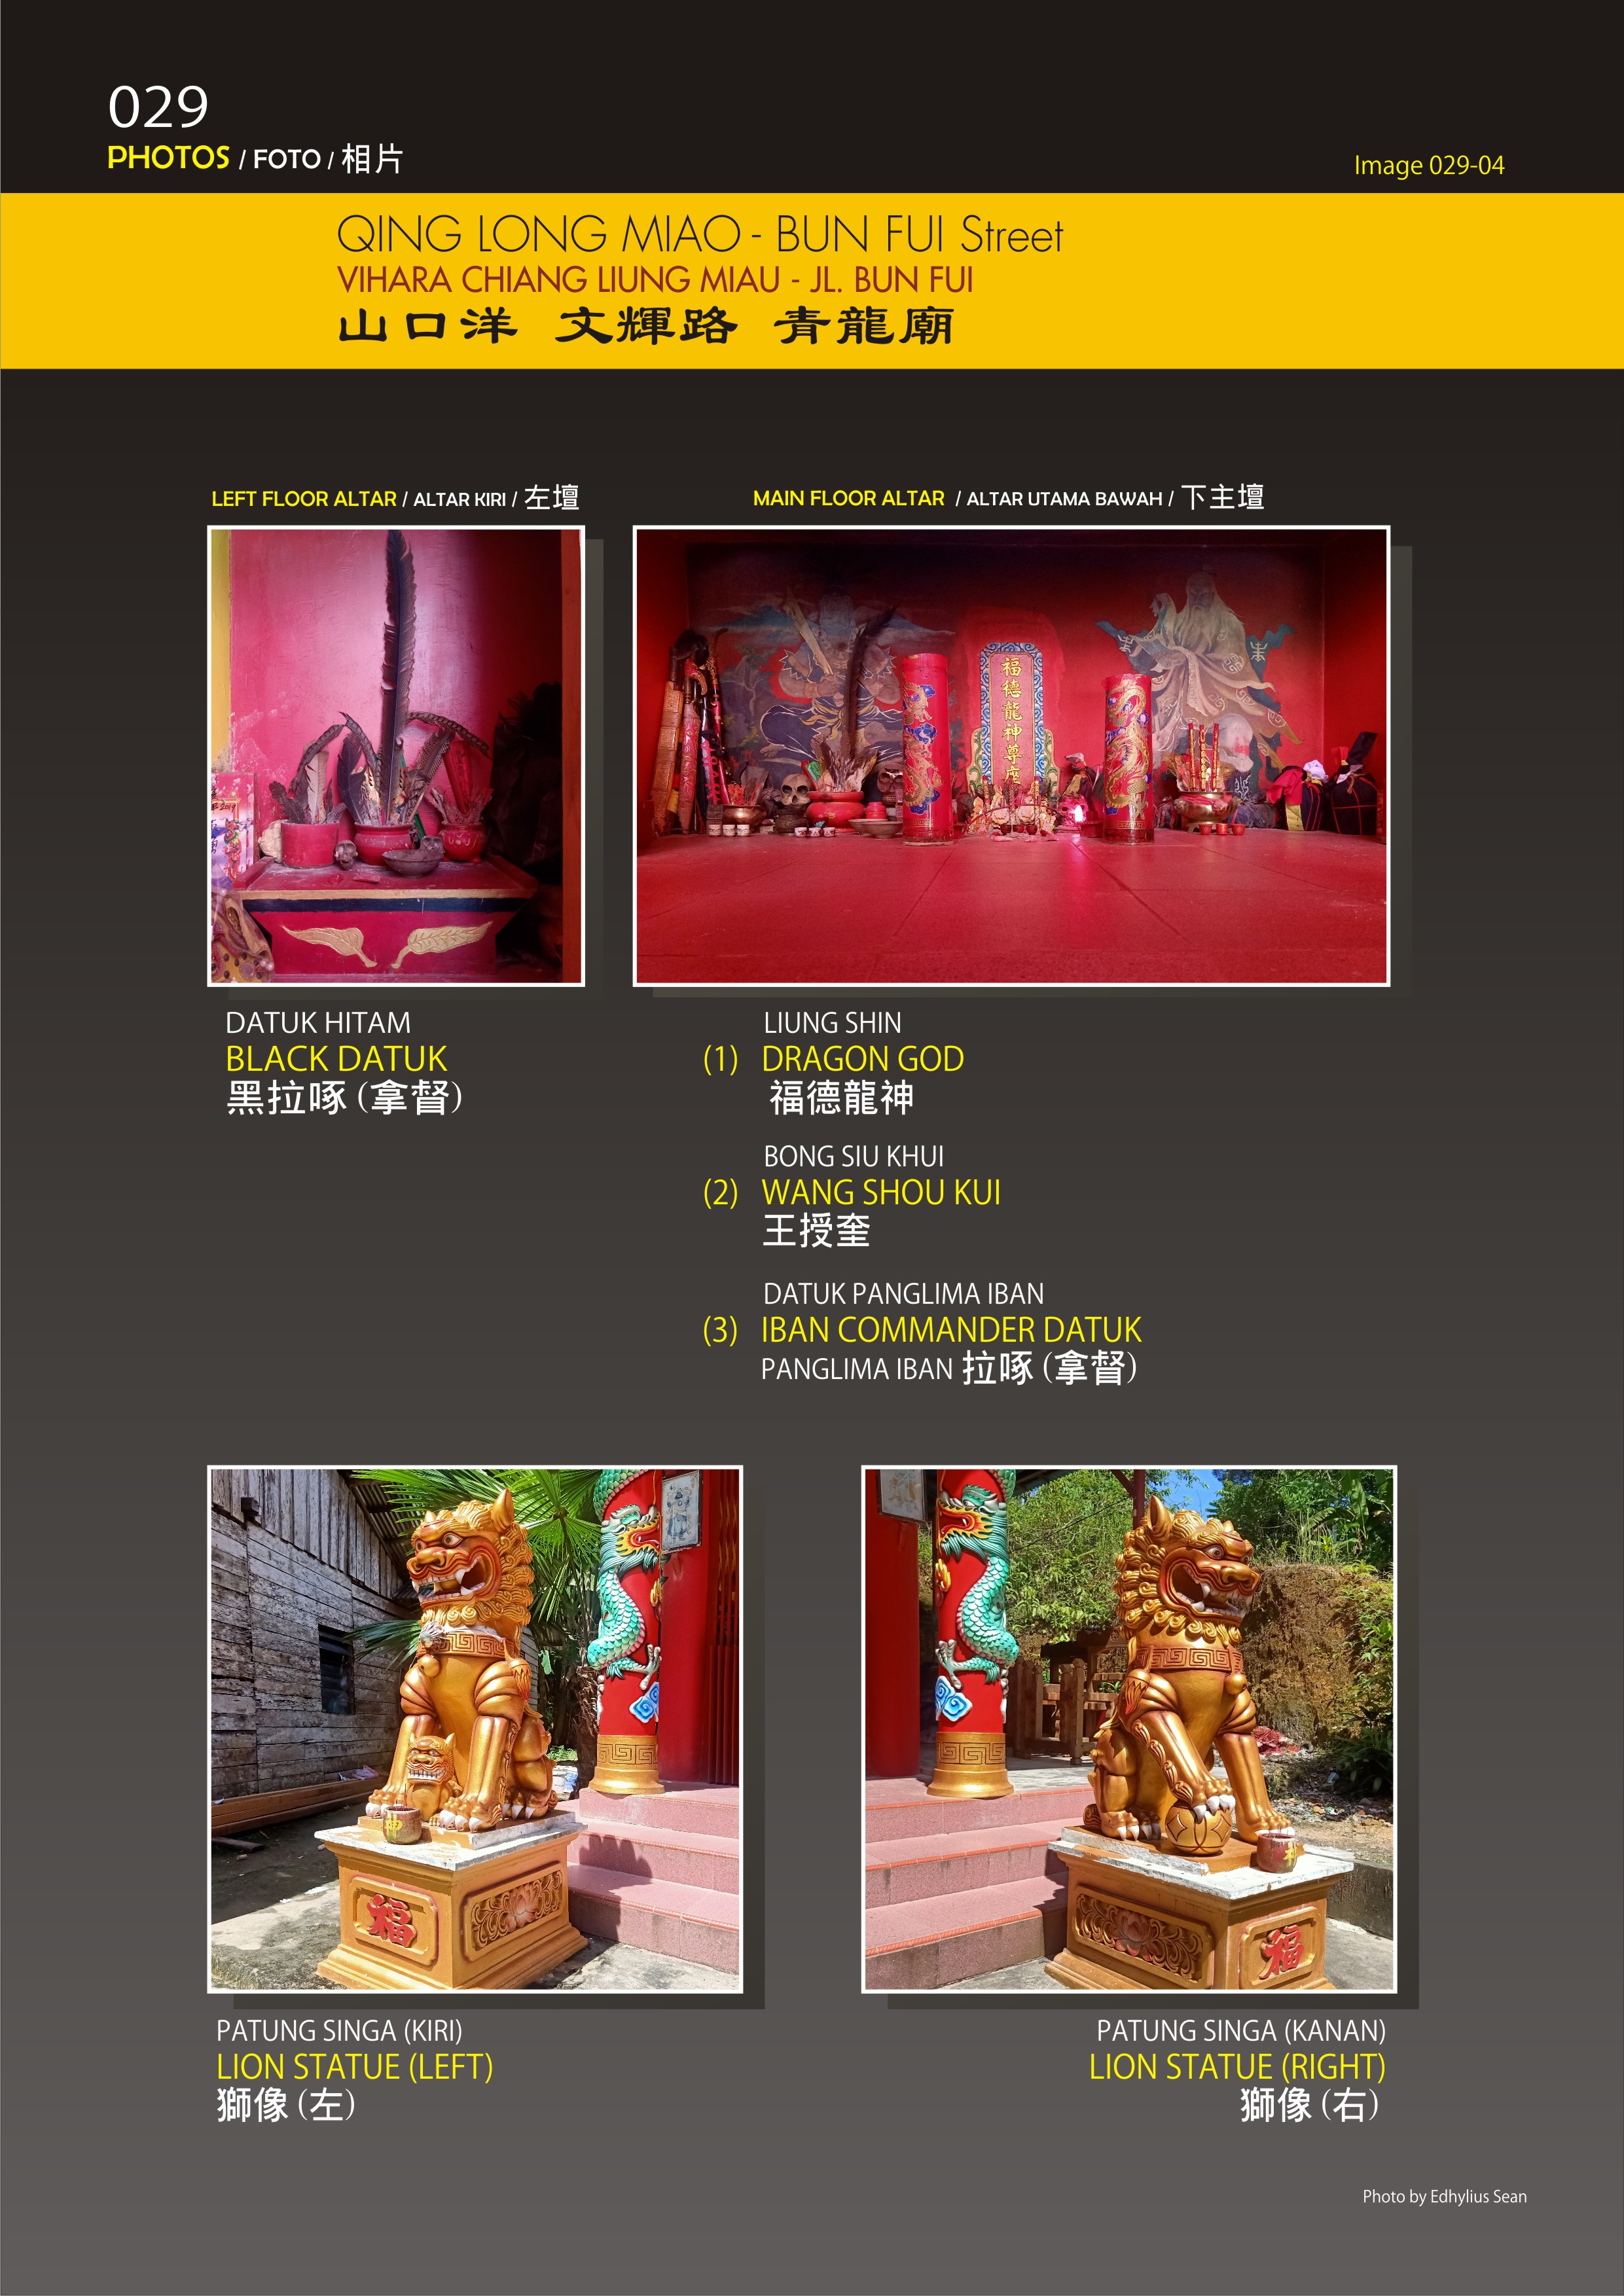 029
PHOTOS / FOTO / 相片
Image 029-04
QING LONG MIAO - BUN FUI Street
VIHARA CHIANG LIUNG MIAU - JL. BUN FUI
山口洋 文輝路 青龍廟
LEFT FLOOR ALTAR / ALTAR KIRI / 左壇
MAIN FLOOR ALTAR / ALTAR UTAMA BAWAH / 下主壇
福德龍神尊座
DATUK HITAM
BLACK DATUK
黑拉啄 (拿督)
LIUNG SHIN
(1) DRAGON GOD
福德龍神
BONG SIU KHUI
(2) WANG SHOU KUI
王授奎
DATUK PANGLIMA IBAN
(3) IBAN COMMANDER DATUK
PANGLIMA IBAN 拉啄 (拿督)
神
福
神
福
PATUNG SINGA (KIRI)
LION STATUE (LEFT)
獅像 (左)
PATUNG SINGA (KANAN)
LION STATUE (RIGHT)
獅像 (右)
Photo by Edhylius Sean